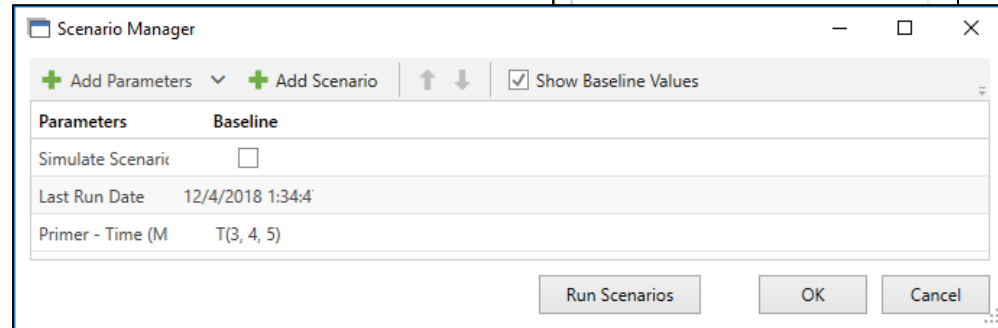 Scenario Manager
Add Parameters Add Scenario Show Baseline Values
Parameters Baseline
Simulate Scenaric
Last Run Date 12/4/2018 1:34:4
Primer - Time (M T(3, 4, 5)
Run Scenarios OK Cancel